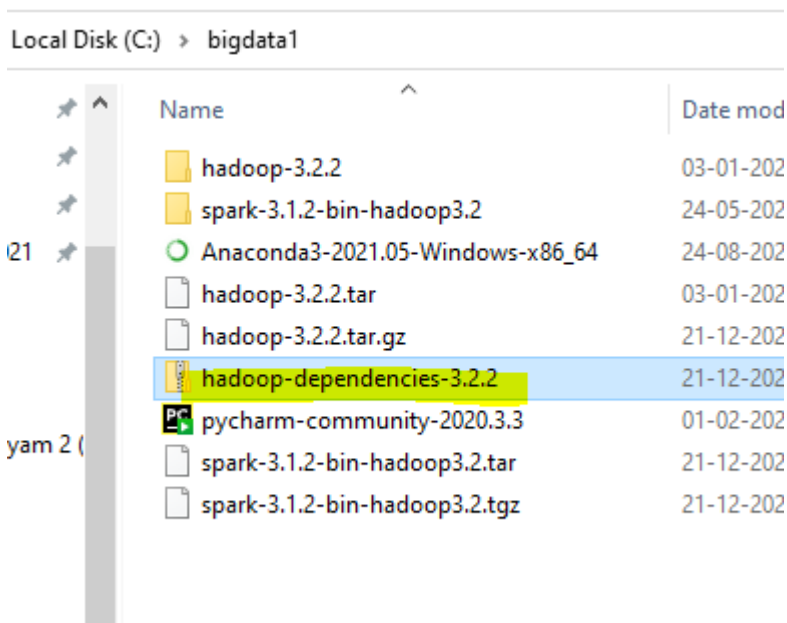 Local Disk (C:) > bigdata1
Name Date mod
hadoop-3.2.2 03-01-202
spark-3.1.2-bin-hadoop3.2 24-05-202
021 Anaconda3-2021.05-Windows-x86_64 24-08-202
hadoop-3.2.2.tar 03-01-202
hadoop-3.2.2.tar.gz 21-12-202
hadoop-dependencies-3.2.2 21-12-202
PC pycharm-community-2020.3.3 01-02-202
yam 2 ( spark-3.1.2-bin-hadoop3.2.tar 21-12-202
spark-3.1.2-bin-hadoop3.2.tgz 21-12-202